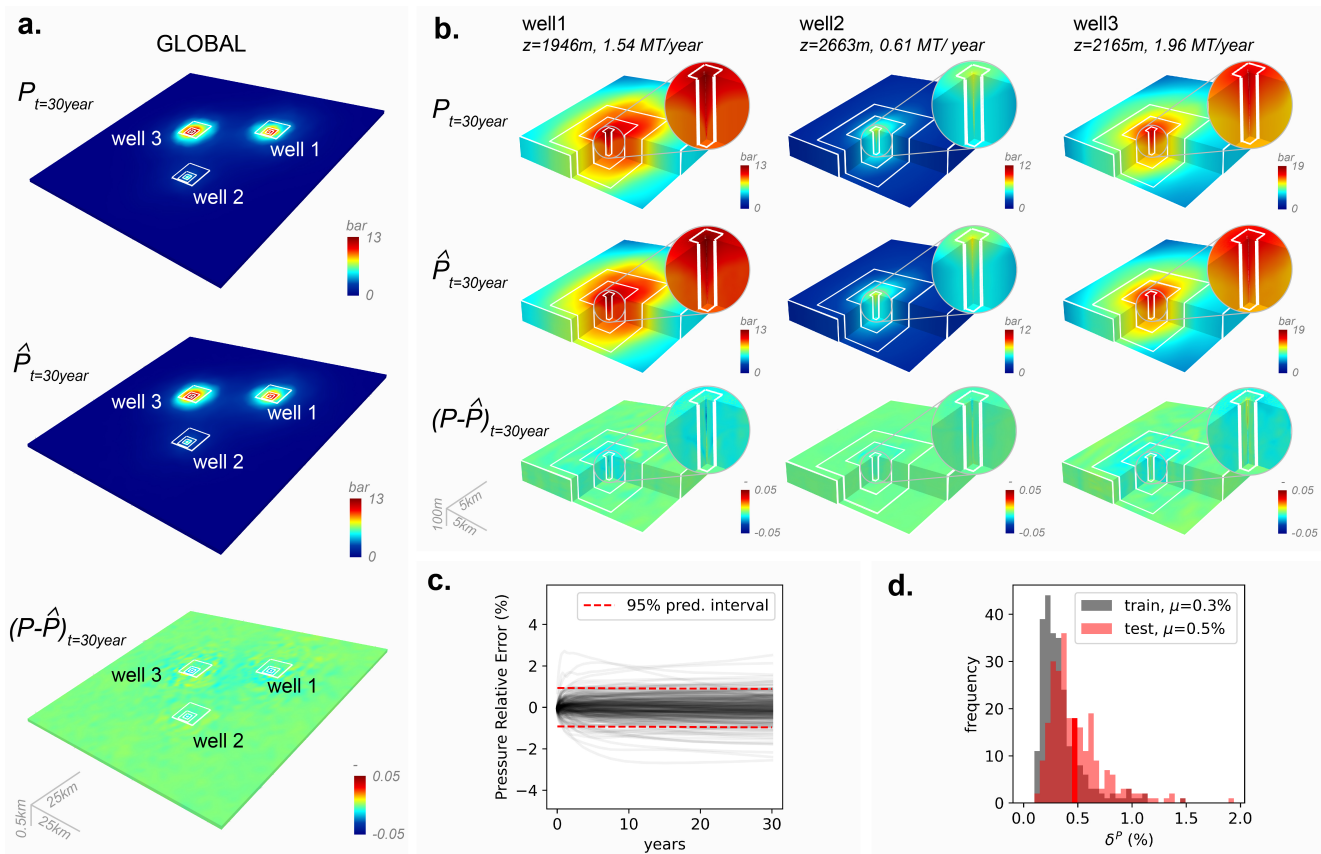 a.
GLOBAL
P t=30year
well 3
well 1
well 2
bar
13
0
P̂ t=30year
well 3
well 1
well 2
bar
13
0
(P-P̂) t=30year
well 3
well 1
well 2
-
0.05
-0.05
0.5km
25km
25km
b.
well1
z=1946m, 1.54 MT/year
well2
z=2663m, 0.61 MT/ year
well3
z=2165m, 1.96 MT/year
P t=30year
bar
13
0
bar
12
0
bar
19
0
P̂ t=30year
bar
13
0
bar
12
0
bar
19
0
(P-P̂) t=30year
-
0.05
-0.05
-
0.05
-0.05
-
0.05
-0.05
100m
5km
5km
c.
95% pred. interval
Pressure Relative Error (%)
4
2
0
−2
−4
0
10
20
30
years
d.
train, μ=0.3%
test, μ=0.5%
frequency
40
30
20
10
0
0.0
0.5
1.0
1.5
2.0
δᴾ (%)